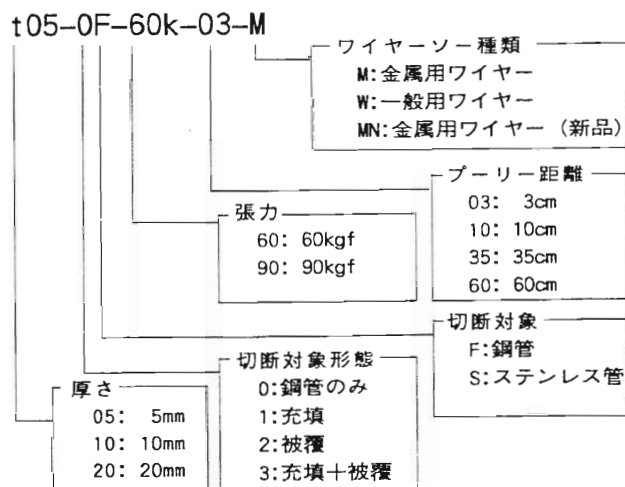 t05-0F-60k-03-M
ワイヤーソー種類
M:金属用ワイヤー
W:一般用ワイヤー
MN:金属用ワイヤー(新品)
プーリー距離
03: 3cm
10: 10cm
35: 35cm
60: 60cm
張力
60: 60kgf
90: 90kgf
切断対象
F:鋼管
S:ステンレス管
切断対象形態
0:鋼管のみ
1:充填
2:被覆
3:充填＋被覆
厚さ
05: 5mm
10: 10mm
20: 20mm